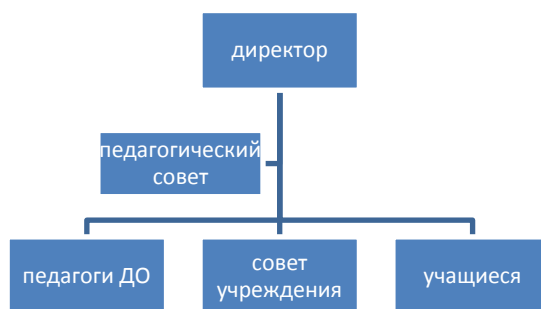 директор
педагогический
совет
педагоги ДО
совет
учреждения
учащиеся